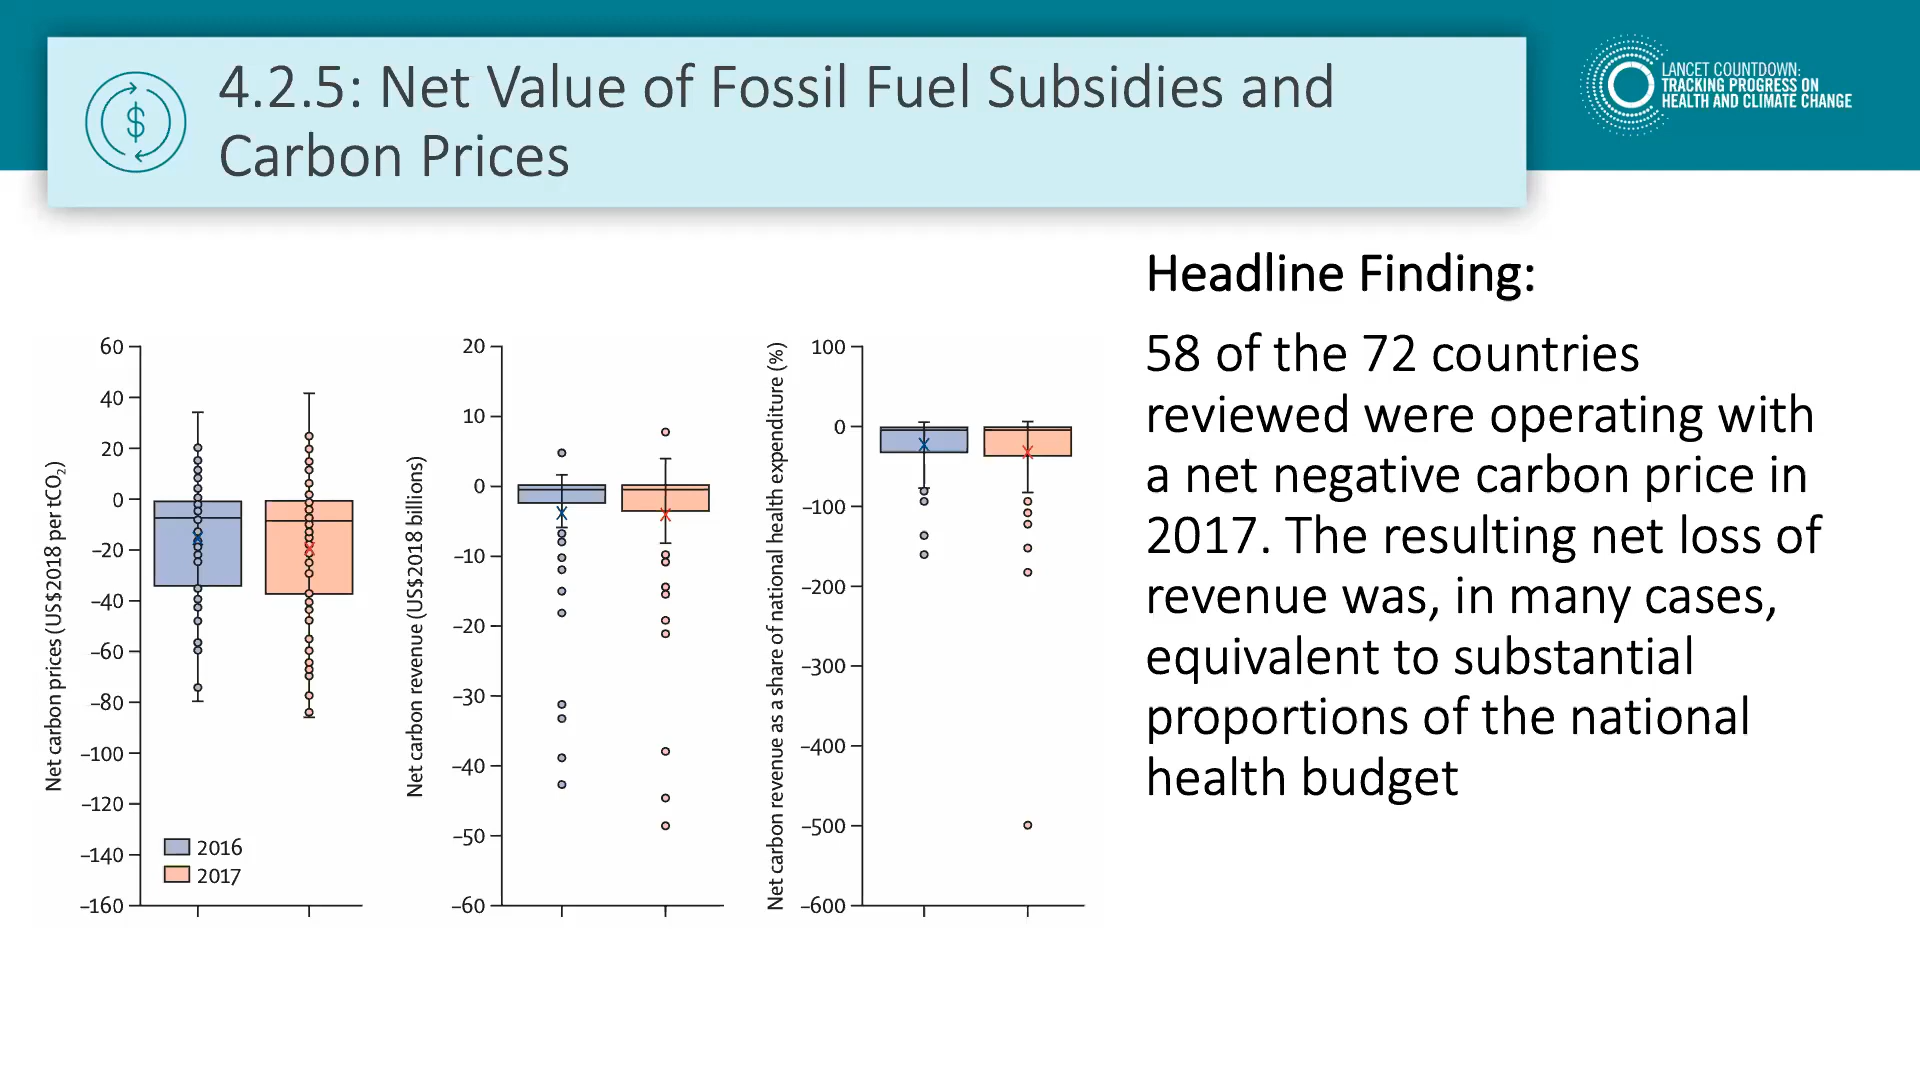 4.2.5: Net Value of Fossil Fuel Subsidies and
Carbon Prices
LANCET COUNTDOWN:
TRACKING PROGRESS ON
HEALTH AND CLIMATE CHANGE
Headline Finding:
58 of the 72 countries
reviewed were operating with
a net negative carbon price in
2017. The resulting net loss of
revenue was, in many cases,
equivalent to substantial
proportions of the national
health budget
Net carbon prices (US$2018 per tCO₂)
60
40
20
0
–20
–40
–60
–80
–100
–120
–140
–160
2016
2017
Net carbon revenue (US$2018 billions)
20
10
0
–10
–20
–30
–40
–50
–60
Net carbon revenue as a share of national health expenditure (%)
100
0
–100
–200
–300
–400
–500
–600